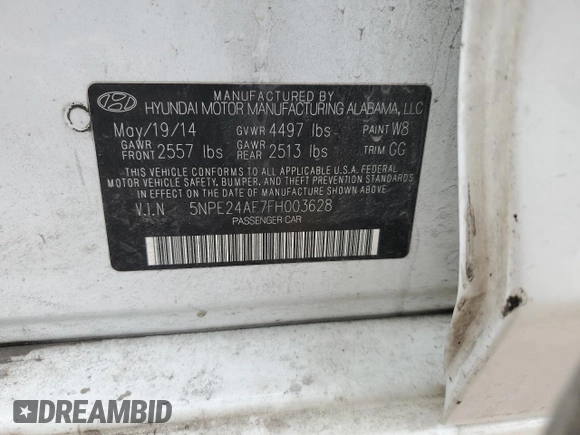 MANUFACTURED BY
HYUNDAI MOTOR MANUFACTURING ALABAMA, LLC
May/19/14 GVWR 4497 lbs PAINT W8
GAWR FRONT 2557 lbs GAWR REAR 2513 lbs TRIM GG
THIS VEHICLE CONFORMS TO ALL APPLICABLE U.S.A. FEDERAL
MOTOR VEHICLE SAFETY, BUMPER, AND THEFT PREVENTION STANDARDS
IN EFFECT ON THE DATE OF MANUFACTURE SHOWN ABOVE.
V.I.N 5NPE24AF7FH003628
PASSENGER CAR
DREAMBID